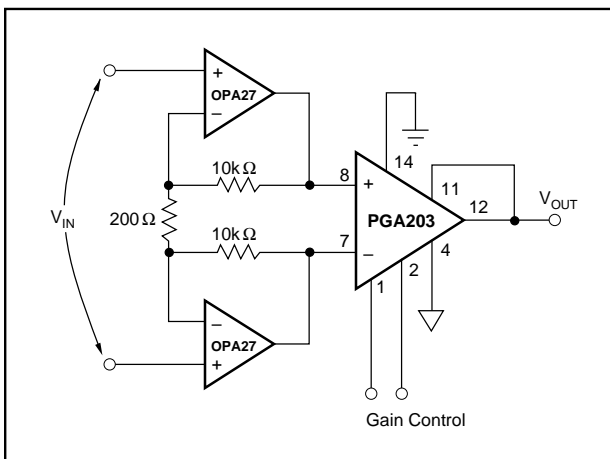 +
OPA27
–
10kΩ
8
+
14
11
V_IN
200Ω
PGA203
12
V_OUT
10kΩ
7
–
4
1
2
–
OPA27
+
Gain Control